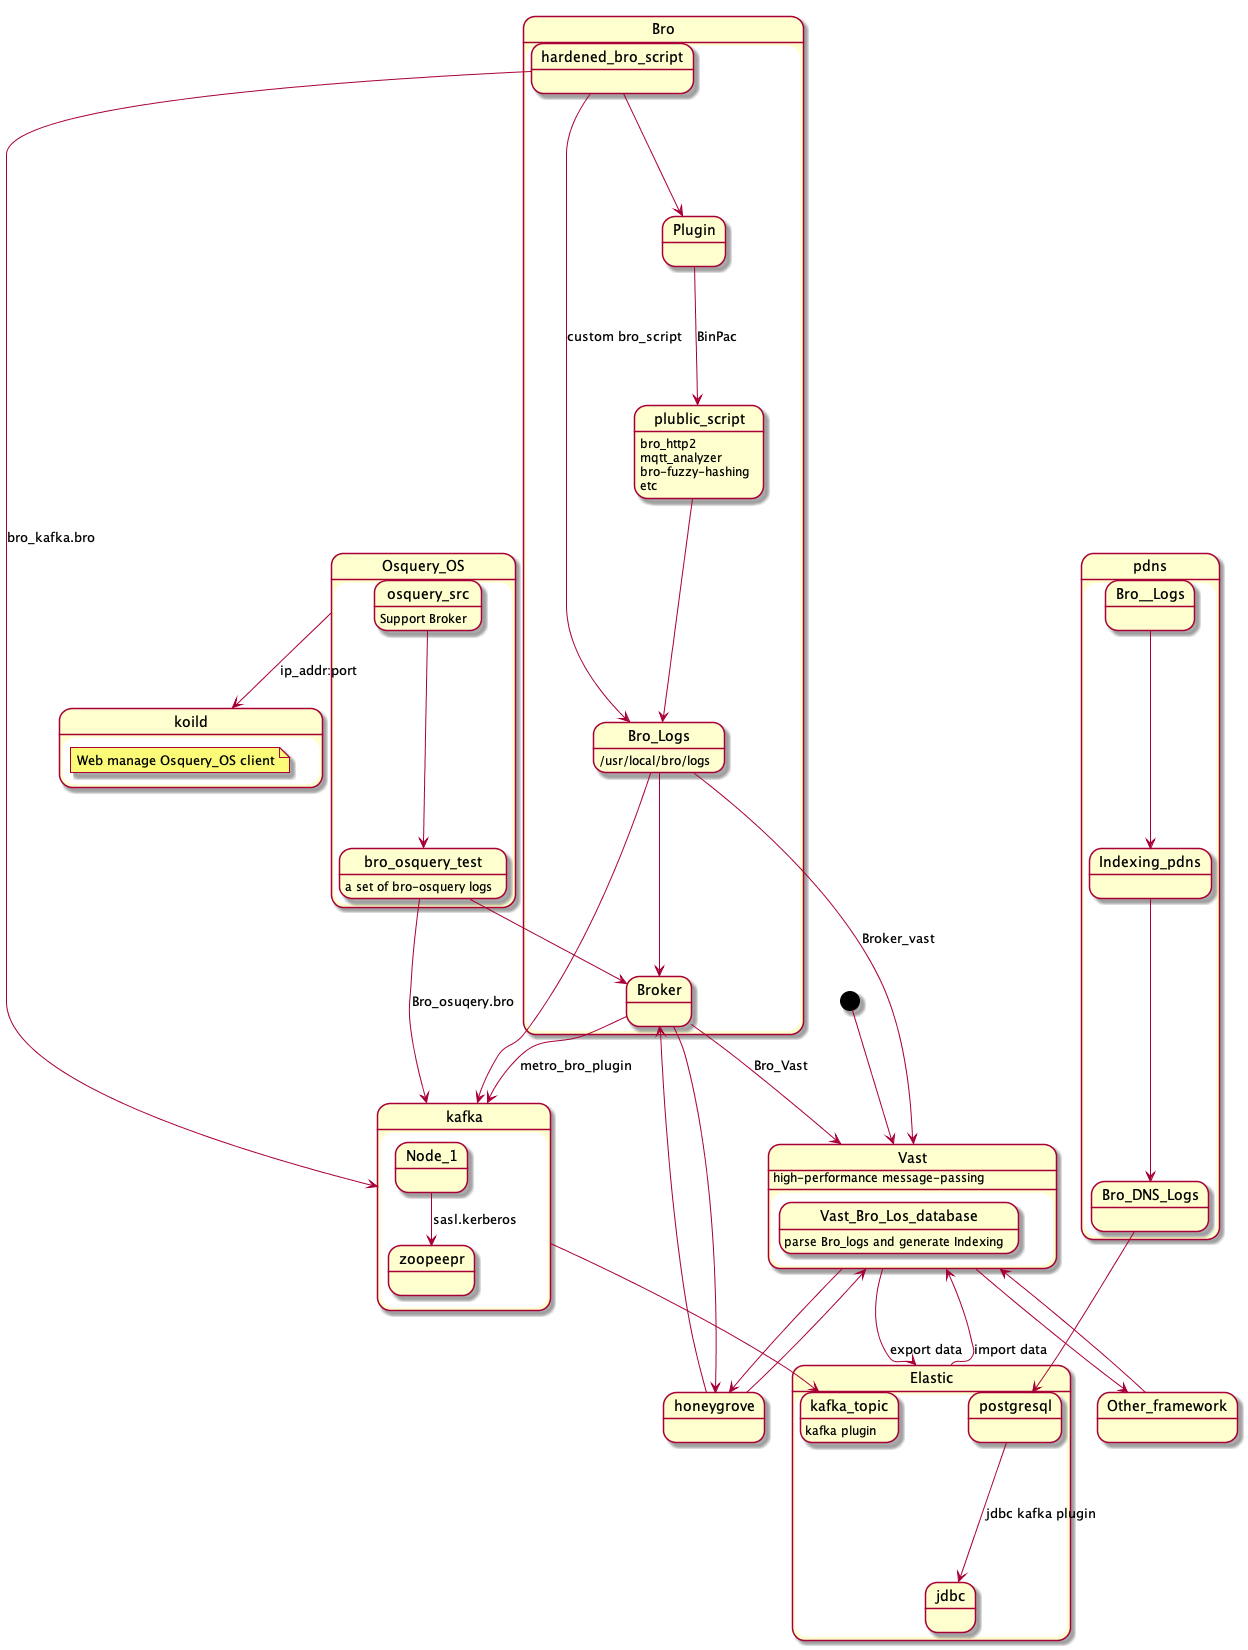 Bro
hardened_bro_script
Plugin
custom bro_script
BinPac
plublic_script
bro_http2
mqtt_analyzer
bro-fuzzy-hashing
etc
bro_kafka.bro
Osquery_OS
osquery_src
Support Broker
pdns
Bro__Logs
ip_addr:port
koild
Web manage Osquery_OS client
Bro_Logs
/usr/local/bro/logs
bro_osquery_test
a set of bro-osquery logs
Indexing_pdns
Broker_vast
Broker
Bro_osuqery.bro
metro_bro_plugin
Bro_Vast
kafka
Node_1
sasl.kerberos
zoopeepr
Vast
high-performance message-passing
Vast_Bro_Los_database
parse Bro_logs and generate Indexing
Bro_DNS_Logs
export data
import data
Elastic
honeygrove
kafka_topic
kafka plugin
postgresql
Other_framework
jdbc kafka plugin
jdbc